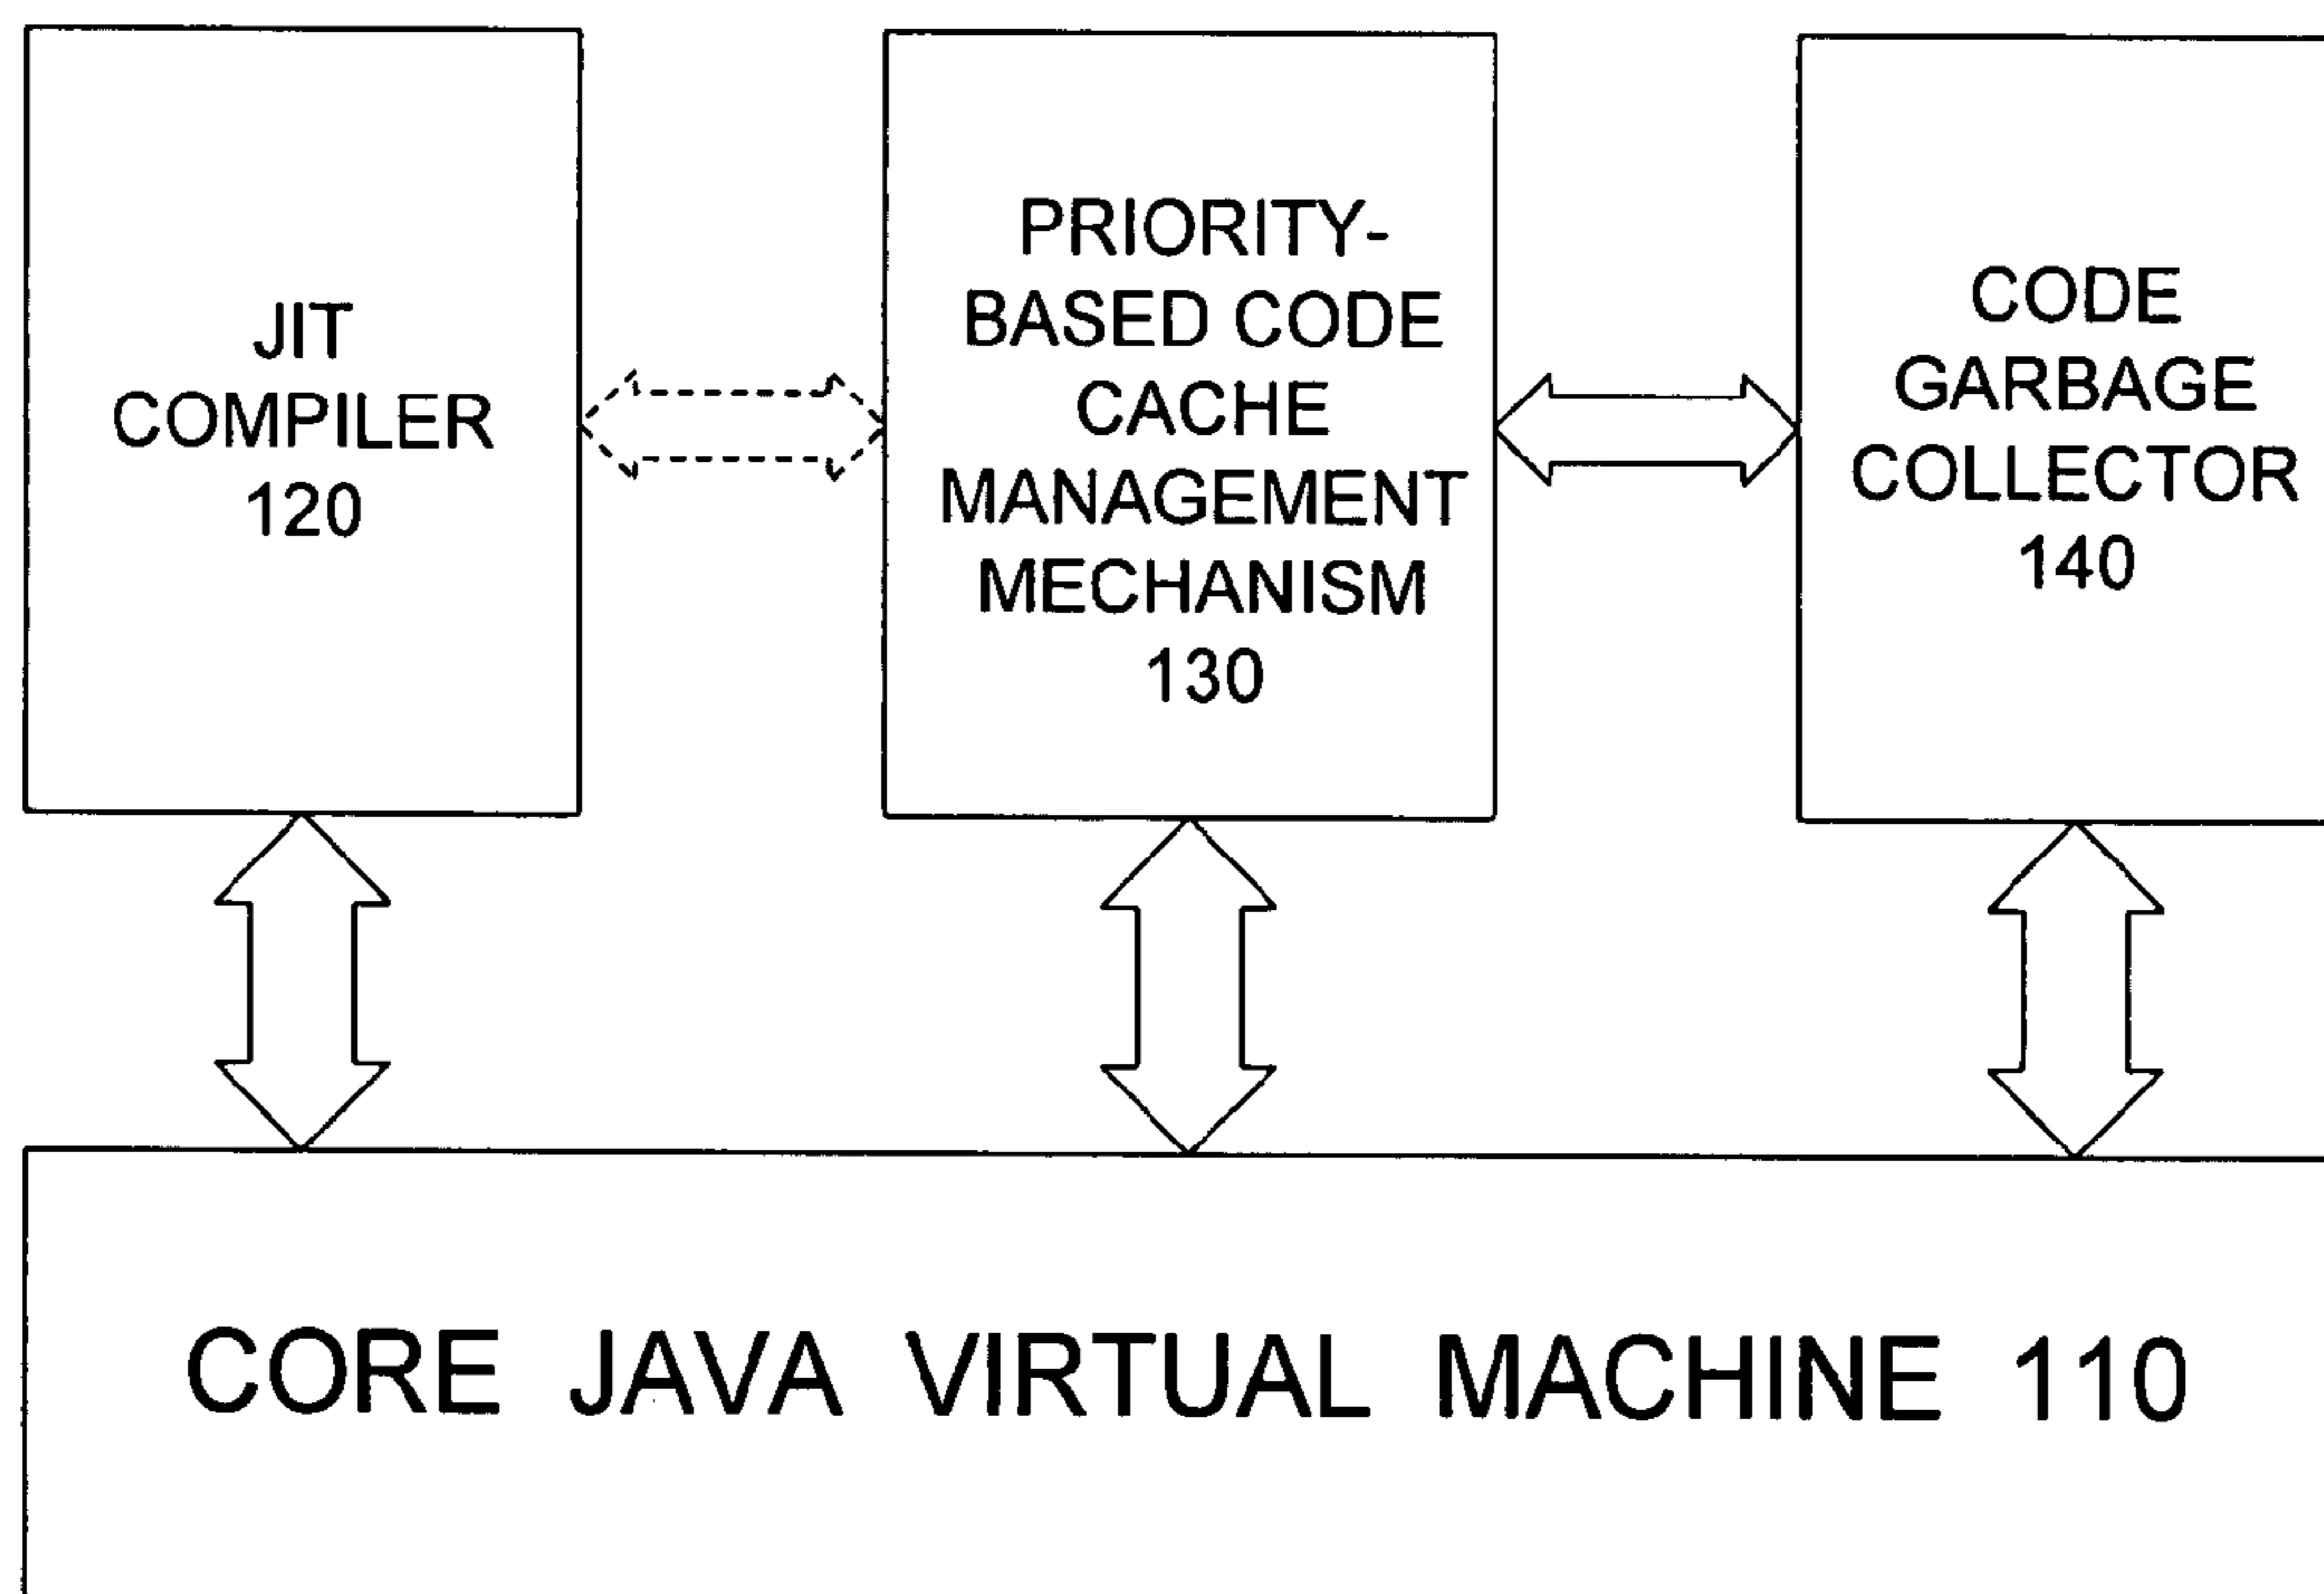 JIT
COMPILER
120
PRIORITY-
BASED CODE
CACHE
MANAGEMENT
MECHANISM
130
CODE
GARBAGE
COLLECTOR
140
CORE JAVA VIRTUAL MACHINE 110